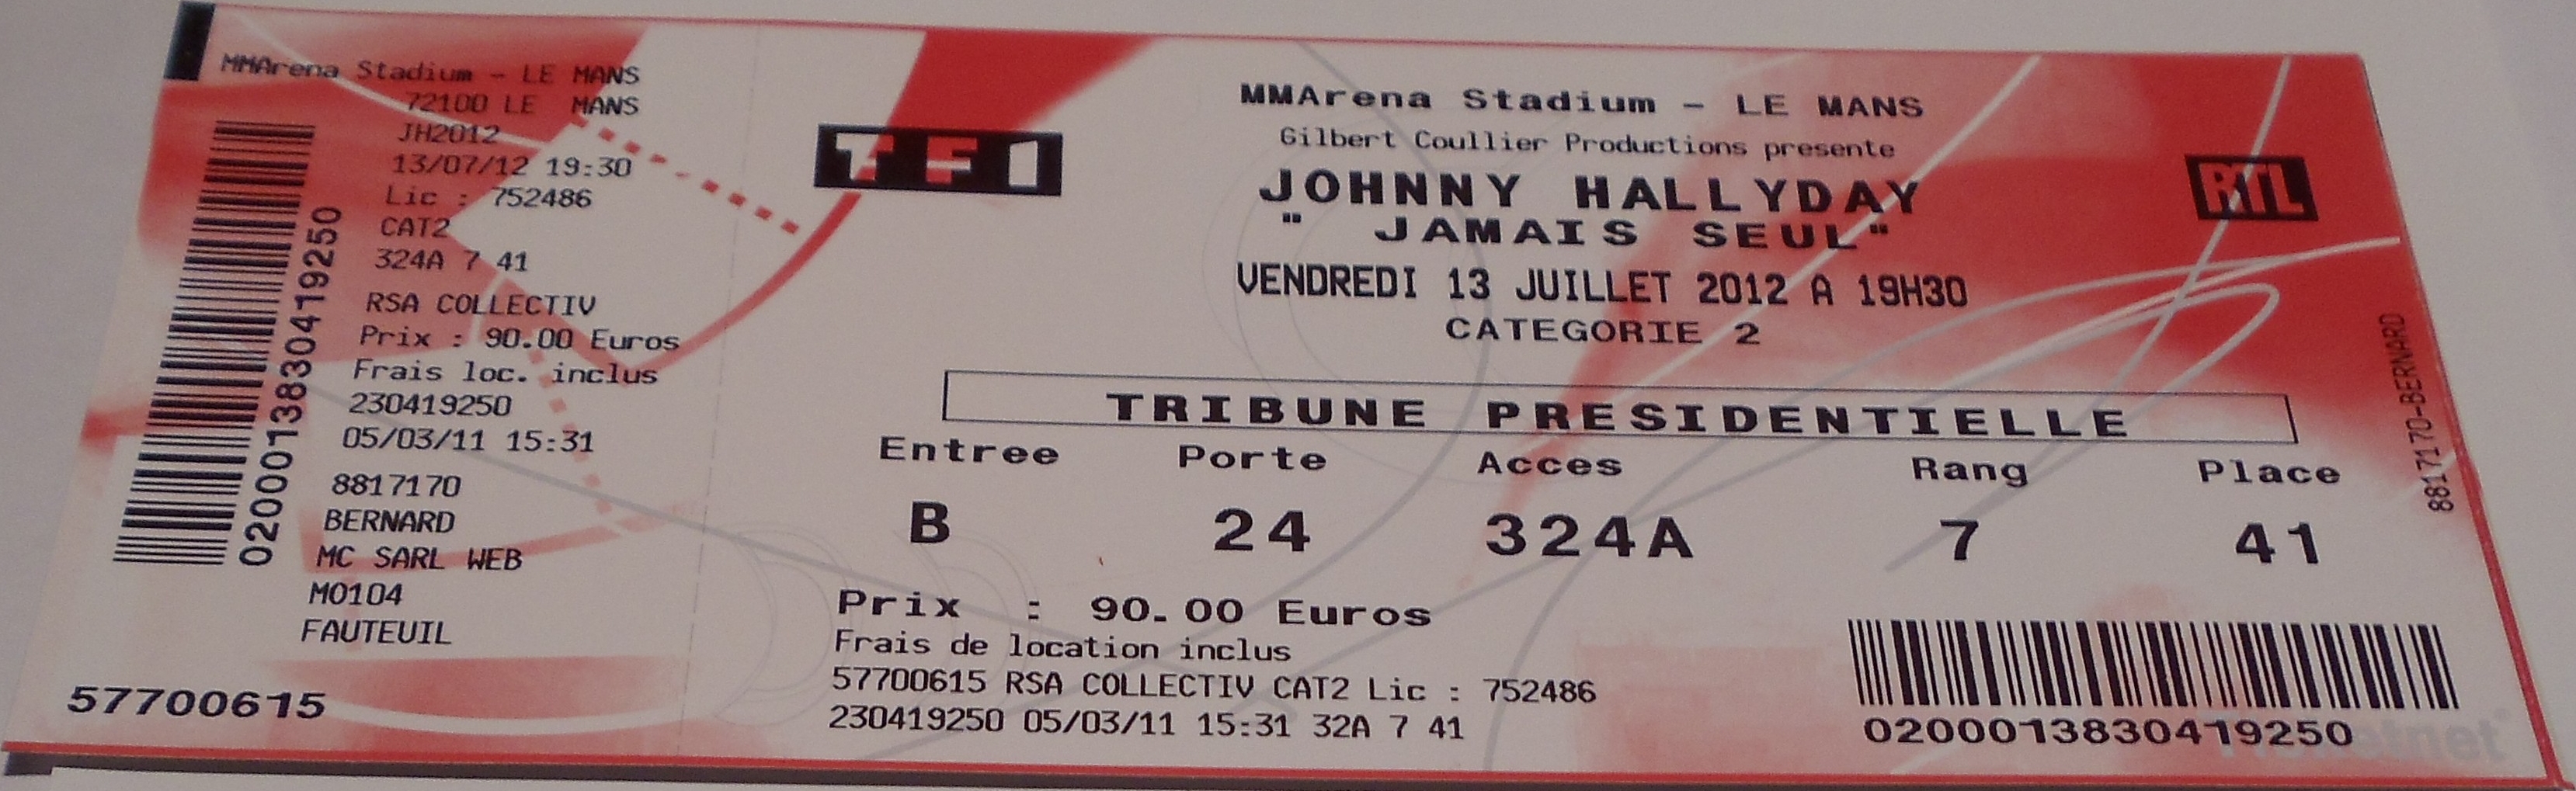 MMArena Stadium - LE MANS
72100 LE MANS
JH2012
13/07/12 19:30
Lic : 752486
CAT2
324A 7 41
RSA COLLECTIV
Prix : 90.00 Euros
Frais loc. inclus
230419250
05/03/11 15:31
8817170
BERNARD
MC SARL WEB
MO104
FAUTEUIL
57700615
0200013830419250
TF1
MMArena Stadium - LE MANS
Gilbert Coullier Productions presente
JOHNNY HALLYDAY
" JAMAIS SEUL"
VENDREDI 13 JUILLET 2012 A 19H30
CATEGORIE 2
RTL
TRIBUNE PRESIDENTIELLE
Entree Porte Acces Rang Place
B 24 324A 7 41
Prix : 90.00 Euros
Frais de location inclus
57700615 RSA COLLECTIV CAT2 Lic : 752486
230419250 05/03/11 15:31 32A 7 41
0200013830419250
8817170-BERNARD